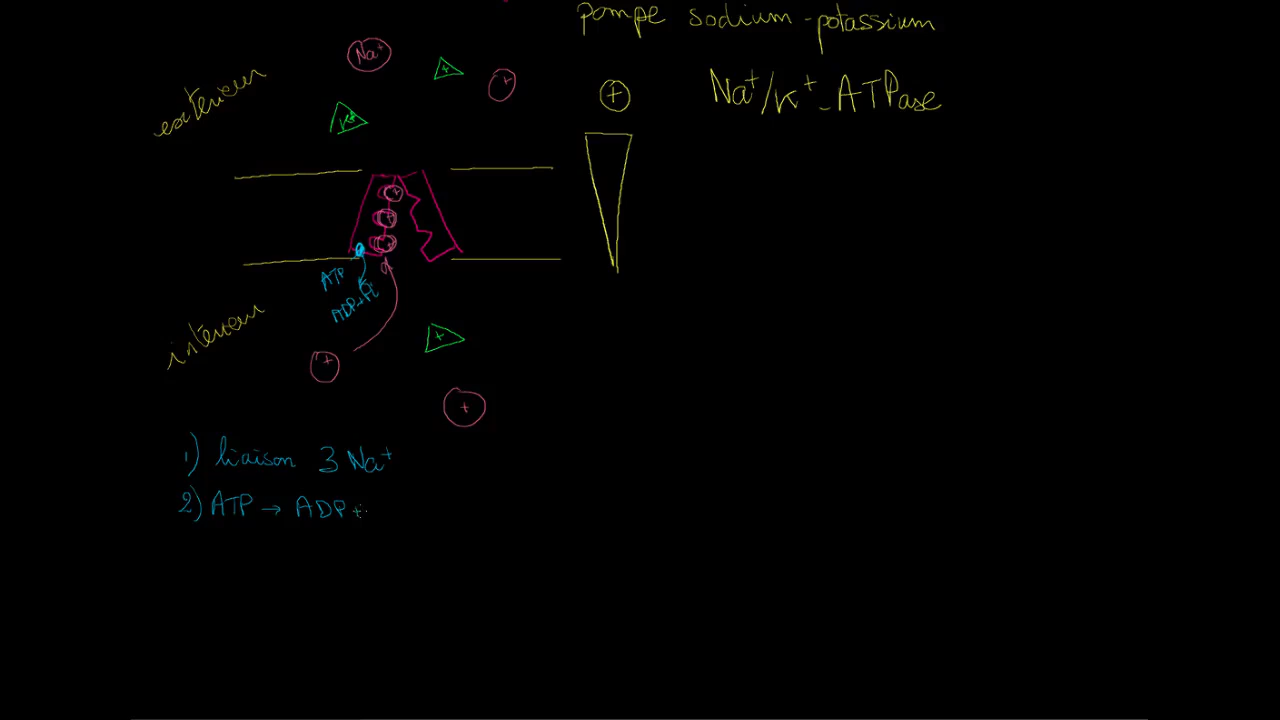 pompe sodium-potassium
Na⁺/K⁺-ATPase
+
extérieur
Na⁺
+
+
K⁺
+
+
+
ATP
ADP+Pi
intérieur
+
+
+
1) liaison 3 Na⁺
2) ATP → ADP +